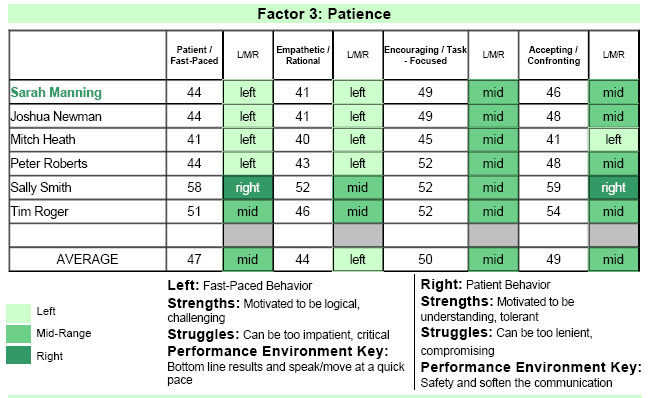 Factor 3: Patience
Patient / Fast-Paced L/M/R Empathetic / Rational L/M/R Encouraging / Task - Focused L/M/R Accepting / Confronting L/M/R
Sarah Manning 44 left 41 left 49 mid 46 mid
Joshua Newman 44 left 41 left 49 mid 48 mid
Mitch Heath 41 left 40 left 45 mid 41 left
Peter Roberts 44 left 43 left 52 mid 48 mid
Sally Smith 58 right 52 mid 52 mid 59 right
Tim Roger 51 mid 46 mid 52 mid 54 mid
AVERAGE 47 mid 44 left 50 mid 49 mid
Left
Mid-Range
Right
Left: Fast-Paced Behavior
Strengths: Motivated to be logical,
challenging
Struggles: Can be too impatient, critical
Performance Environment Key:
Bottom line results and speak/move at a quick
pace
Right: Patient Behavior
Strengths: Motivated to be
understanding, tolerant
Struggles: Can be too lenient,
compromising
Performance Environment Key:
Safety and soften the communication